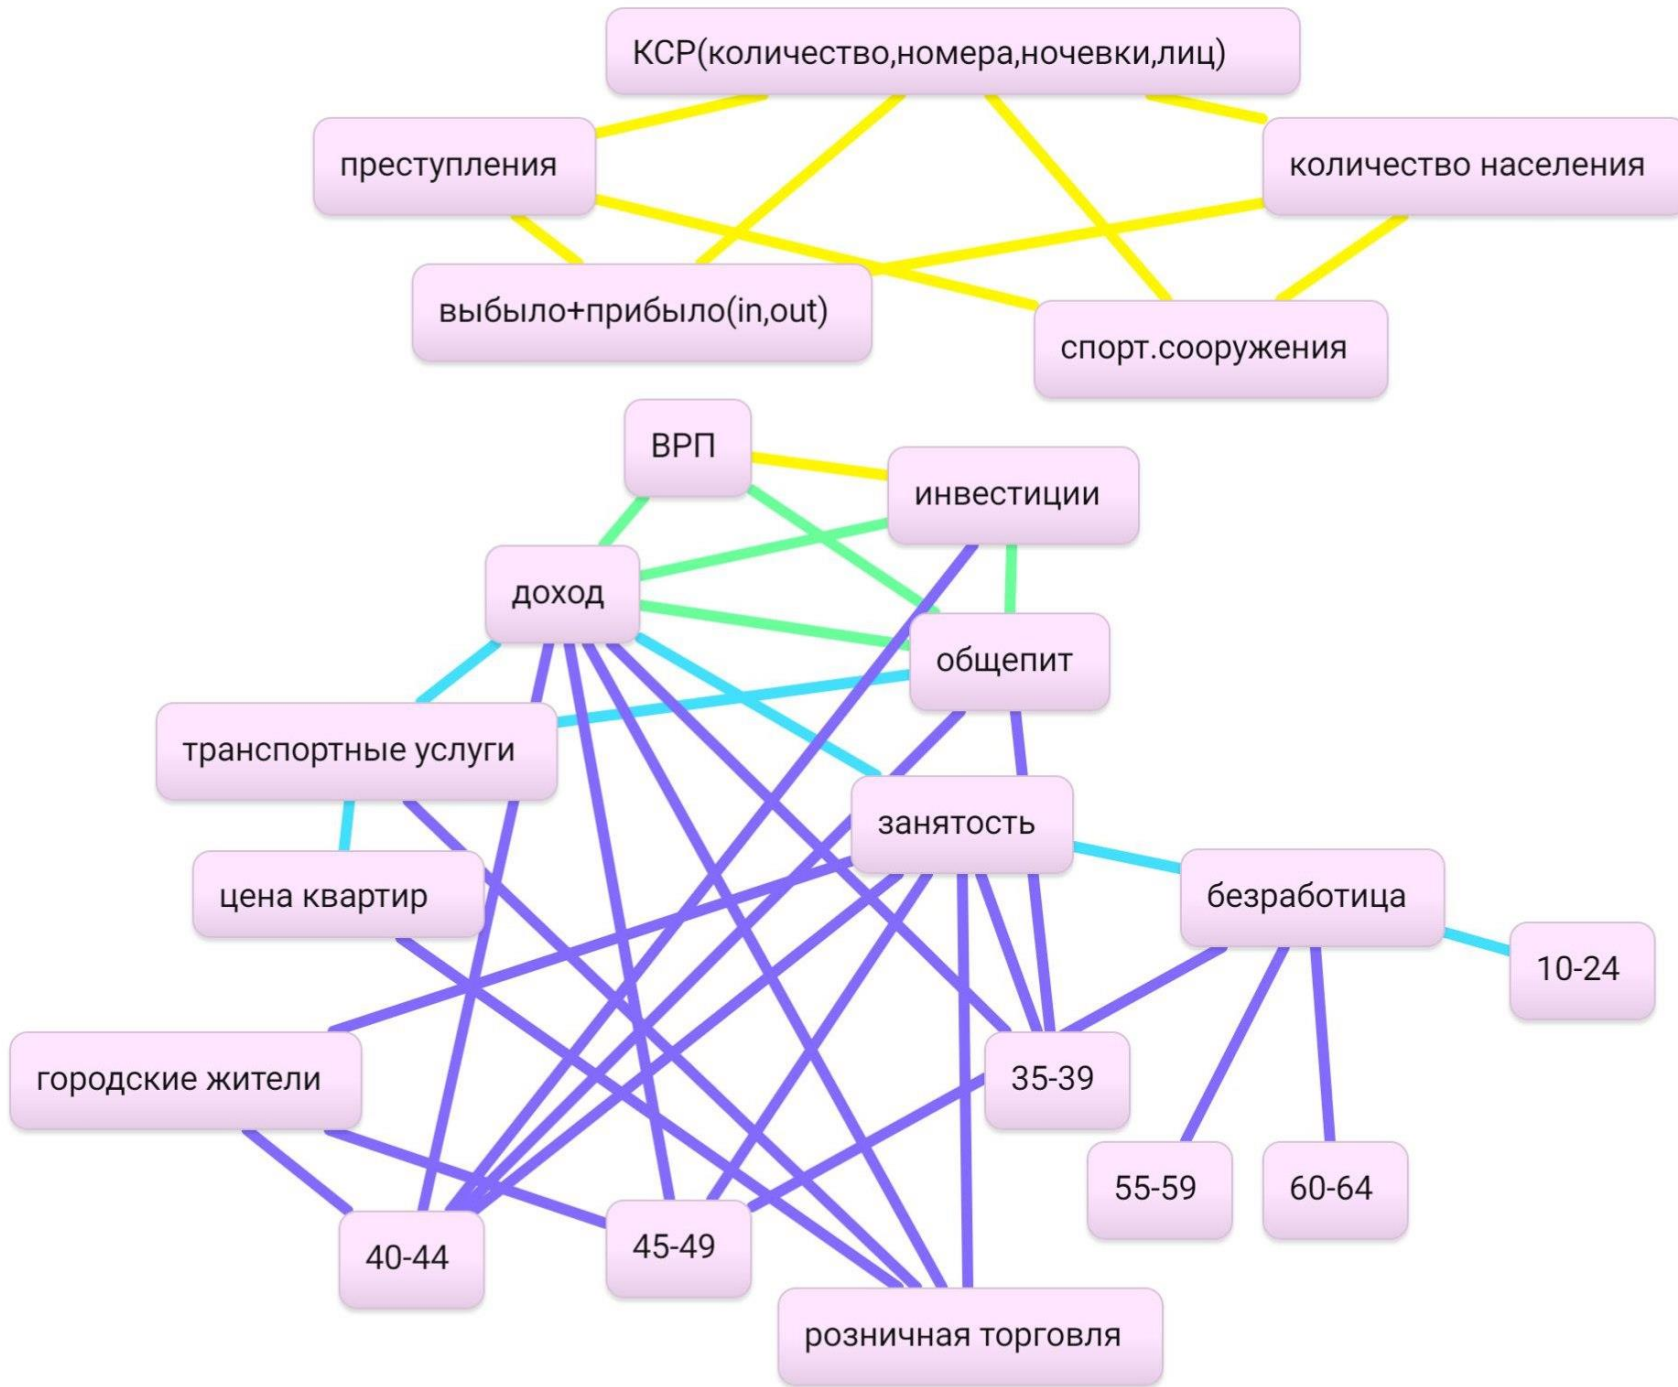 КСР(количество,номера,ночевки,лиц)
преступления
количество населения
выбыло+прибыло(in,out)
спорт.сооружения
ВРП
инвестиции
доход
общепит
транспортные услуги
занятость
цена квартир
безработица
10-24
городские жители
35-39
55-59
60-64
40-44
45-49
розничная торговля